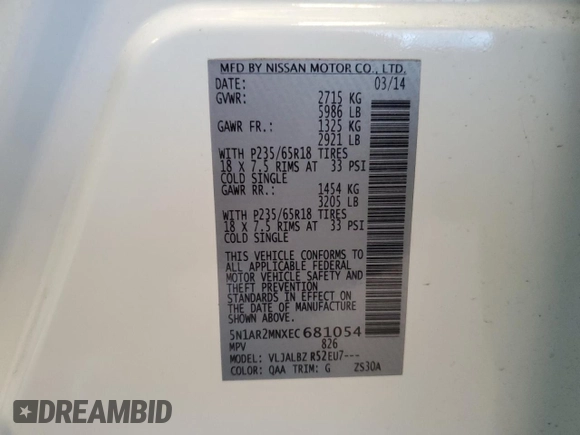 MFD BY NISSAN MOTOR CO., LTD.
DATE: 03/14
GVWR: 2715 KG
5986 LB
GAWR FR.: 1325 KG
2921 LB
WITH P235/65R18 TIRES
18 X 7.5 RIMS AT 33 PSI
COLD SINGLE
GAWR RR.: 1454 KG
3205 LB
WITH P235/65R18 TIRES
18 X 7.5 RIMS AT 33 PSI
COLD SINGLE
THIS VEHICLE CONFORMS TO
ALL APPLICABLE FEDERAL
MOTOR VEHICLE SAFETY AND
THEFT PREVENTION
STANDARDS IN EFFECT ON
THE DATE OF MANUFACTURE
SHOWN ABOVE.
5N1AR2MNXEC681054
MPV 826
MODEL: VLJALBZ R52EU7---
COLOR: QAA TRIM: G ZS30A
DREAMBID